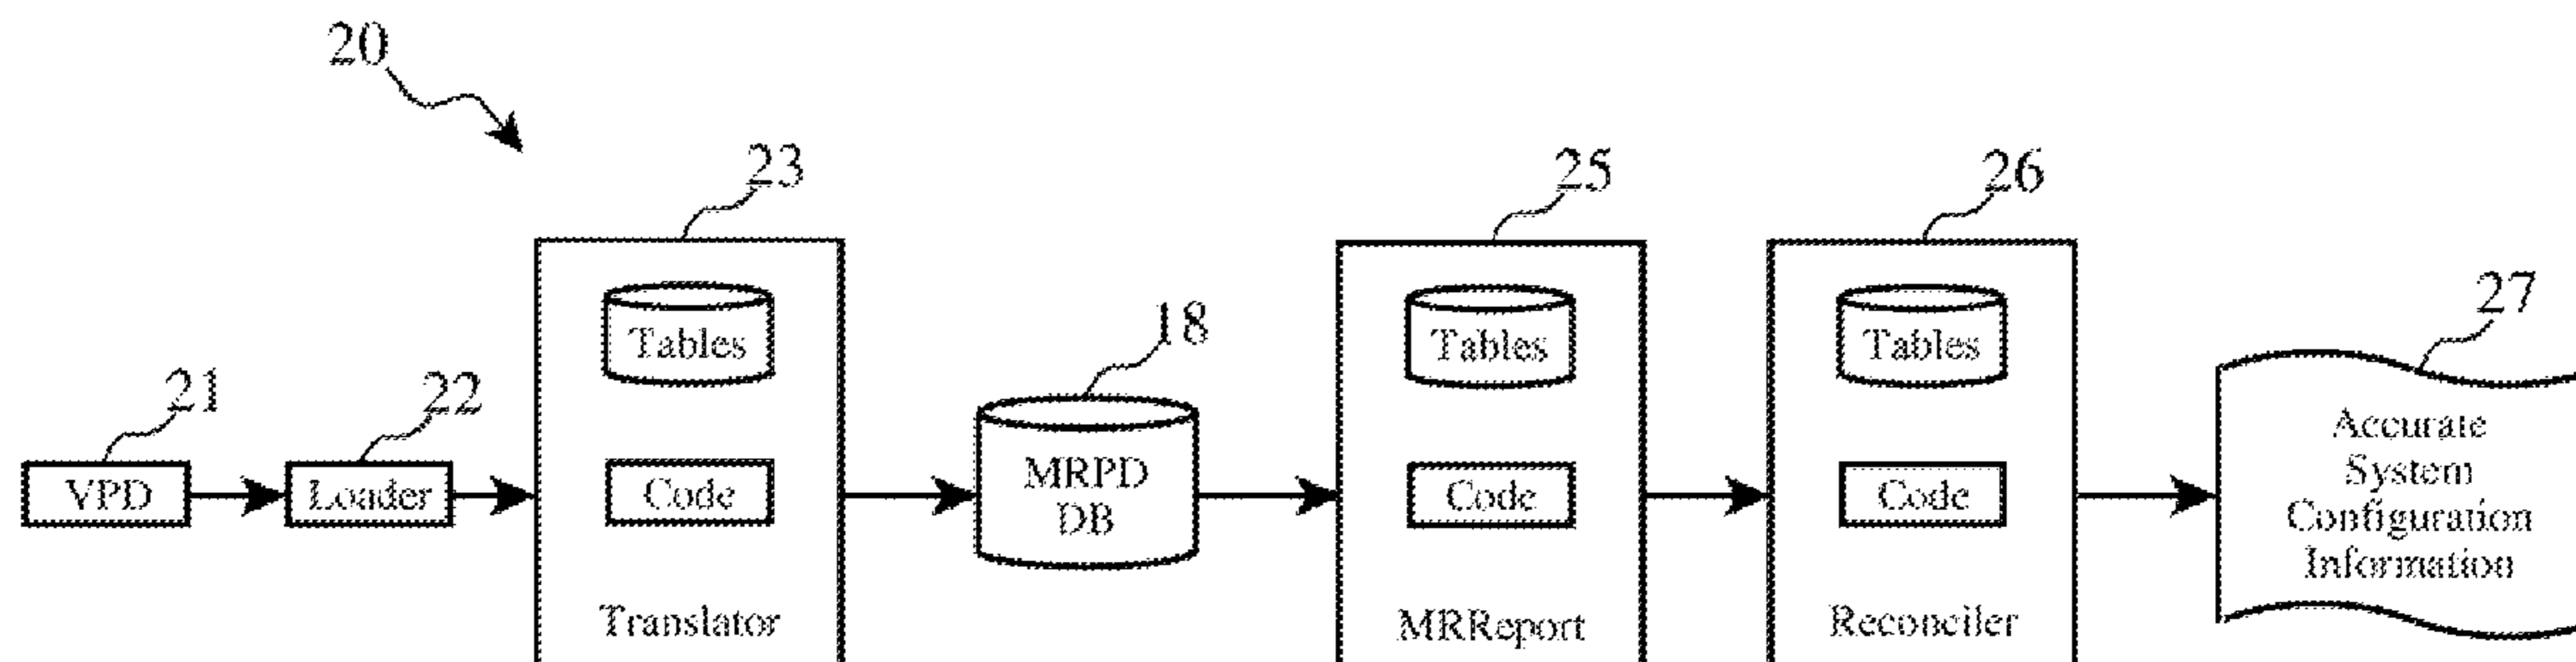 20
23
25
26
27
18
21
22
Tables
Tables
Tables
VPD
Loader
Code
MRPD
DB
Code
Code
Accurate
System
Configuration
Information
Translator
MRReport
Reconciler